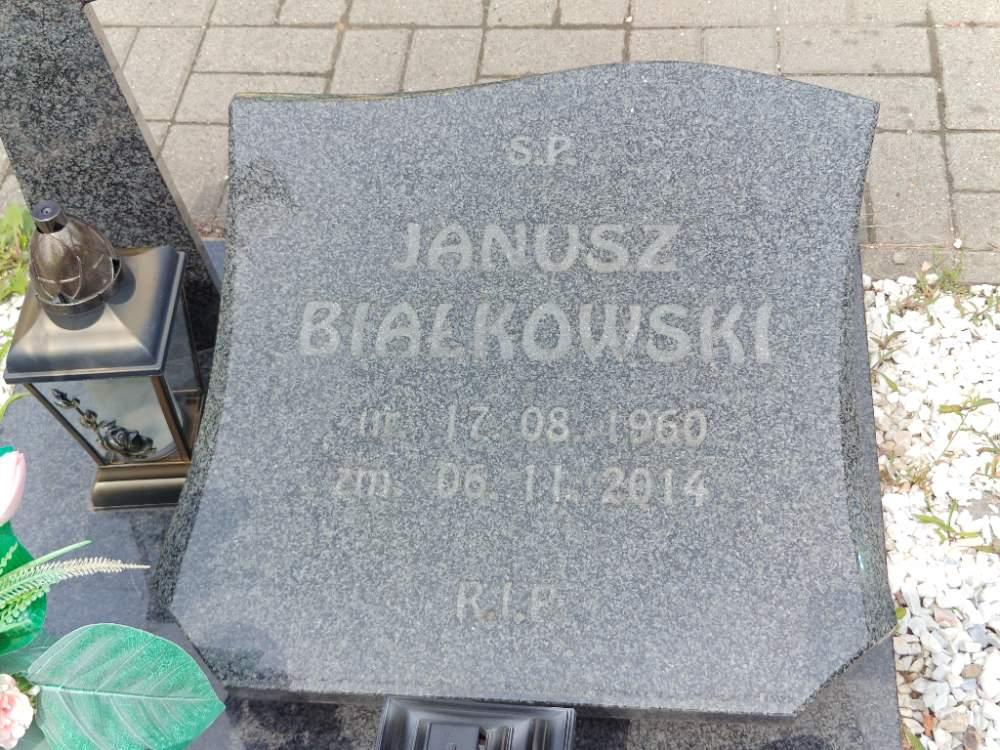 S.P.
JANUSZ
BIAŁKOWSKI
ur. 17. 08. 1960
zm. 06. 11. 2014
R.I.P.